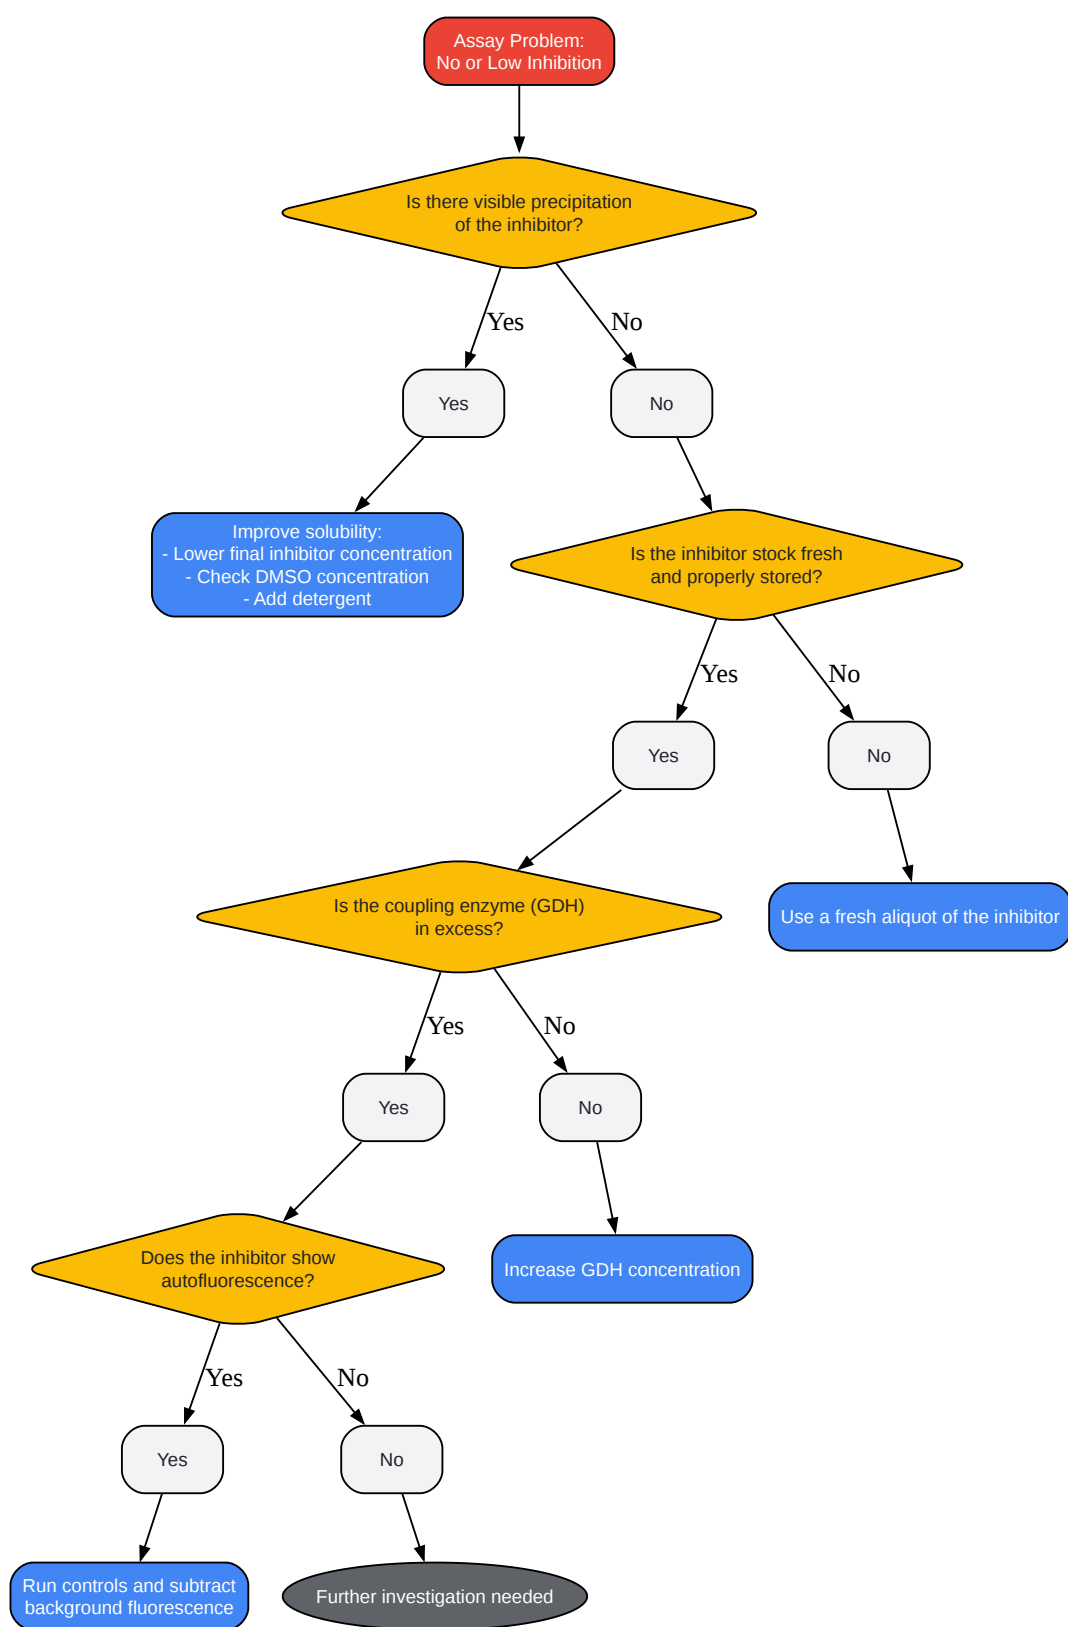 Assay Problem:
No or Low Inhibition
Is there visible precipitation
of the inhibitor?
Yes
No
Yes
No
Improve solubility:
- Lower final inhibitor concentration
- Check DMSO concentration
- Add detergent
Is the inhibitor stock fresh
and properly stored?
Yes
No
Yes
No
Is the coupling enzyme (GDH)
in excess?
Use a fresh aliquot of the inhibitor
Yes
No
Yes
No
Does the inhibitor show
autofluorescence?
Increase GDH concentration
Yes
No
Yes
No
Run controls and subtract
background fluorescence
Further investigation needed